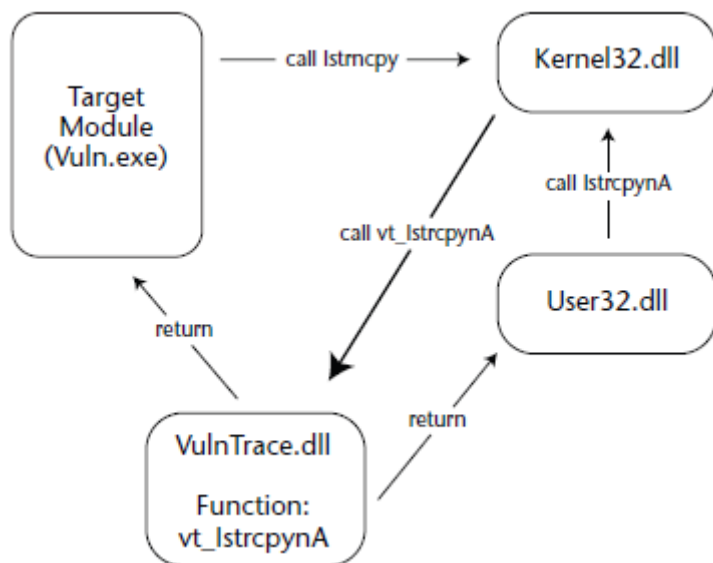 Target
Module
(Vuln.exe)
call lstrncpy
Kernel32.dll
call lstrcpynA
call vt_lstrcpynA
User32.dll
return
VulnTrace.dll
return
Function:
vt_lstrcpynA